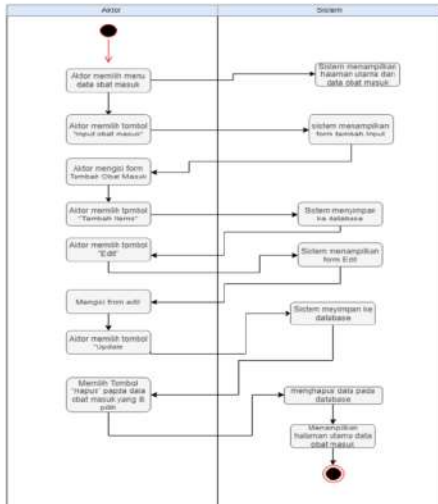 Aktor
Sistem
Aktor memilih menu
data obat masuk
Sistem menampilkan
halaman utama dari
data obat masuk
Aktor memilih tombol
"Input obat masuk"
sistem menampilkan
form tambah Input
Aktor mengisi form
Tambah Obat Masuk
Aktor memilih tombol
"Tambah Items"
Sistem menyimpan
ke database
Aktor memilih tombol
"Edit"
Sistem menampilkan
form Edit
Mengisi from edit
Sistem meyimpan ke
database
Aktor memilih tombol
"Update
Memilih Tombol
"hapus" papda data
obat masuk yang di
pilih
menghapus data pada
database
Menampilkan
halaman utama data
obat masuk